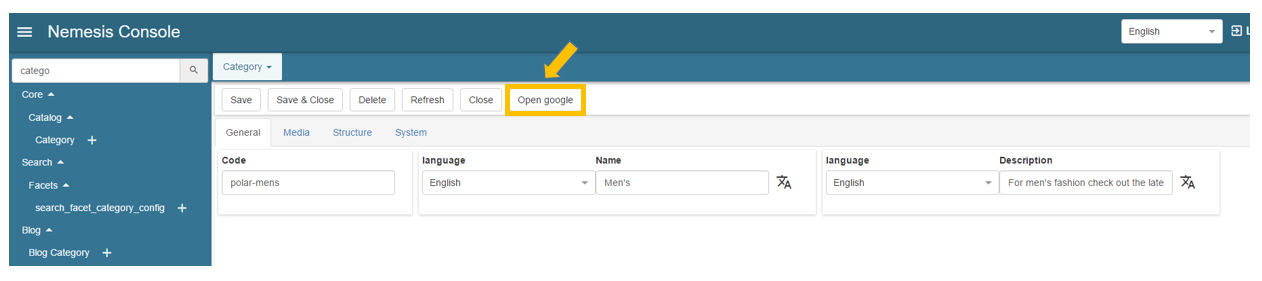 Nemesis Console
English
catego
Category
Save Save & Close Delete Refresh Close Open google
Core
Catalog
Category
Search
Facets
search_facet_category_config
Blog
Blog Category
General Media Structure System
Code language Name language Description
polar-mens English Men's English For men's fashion check out the late